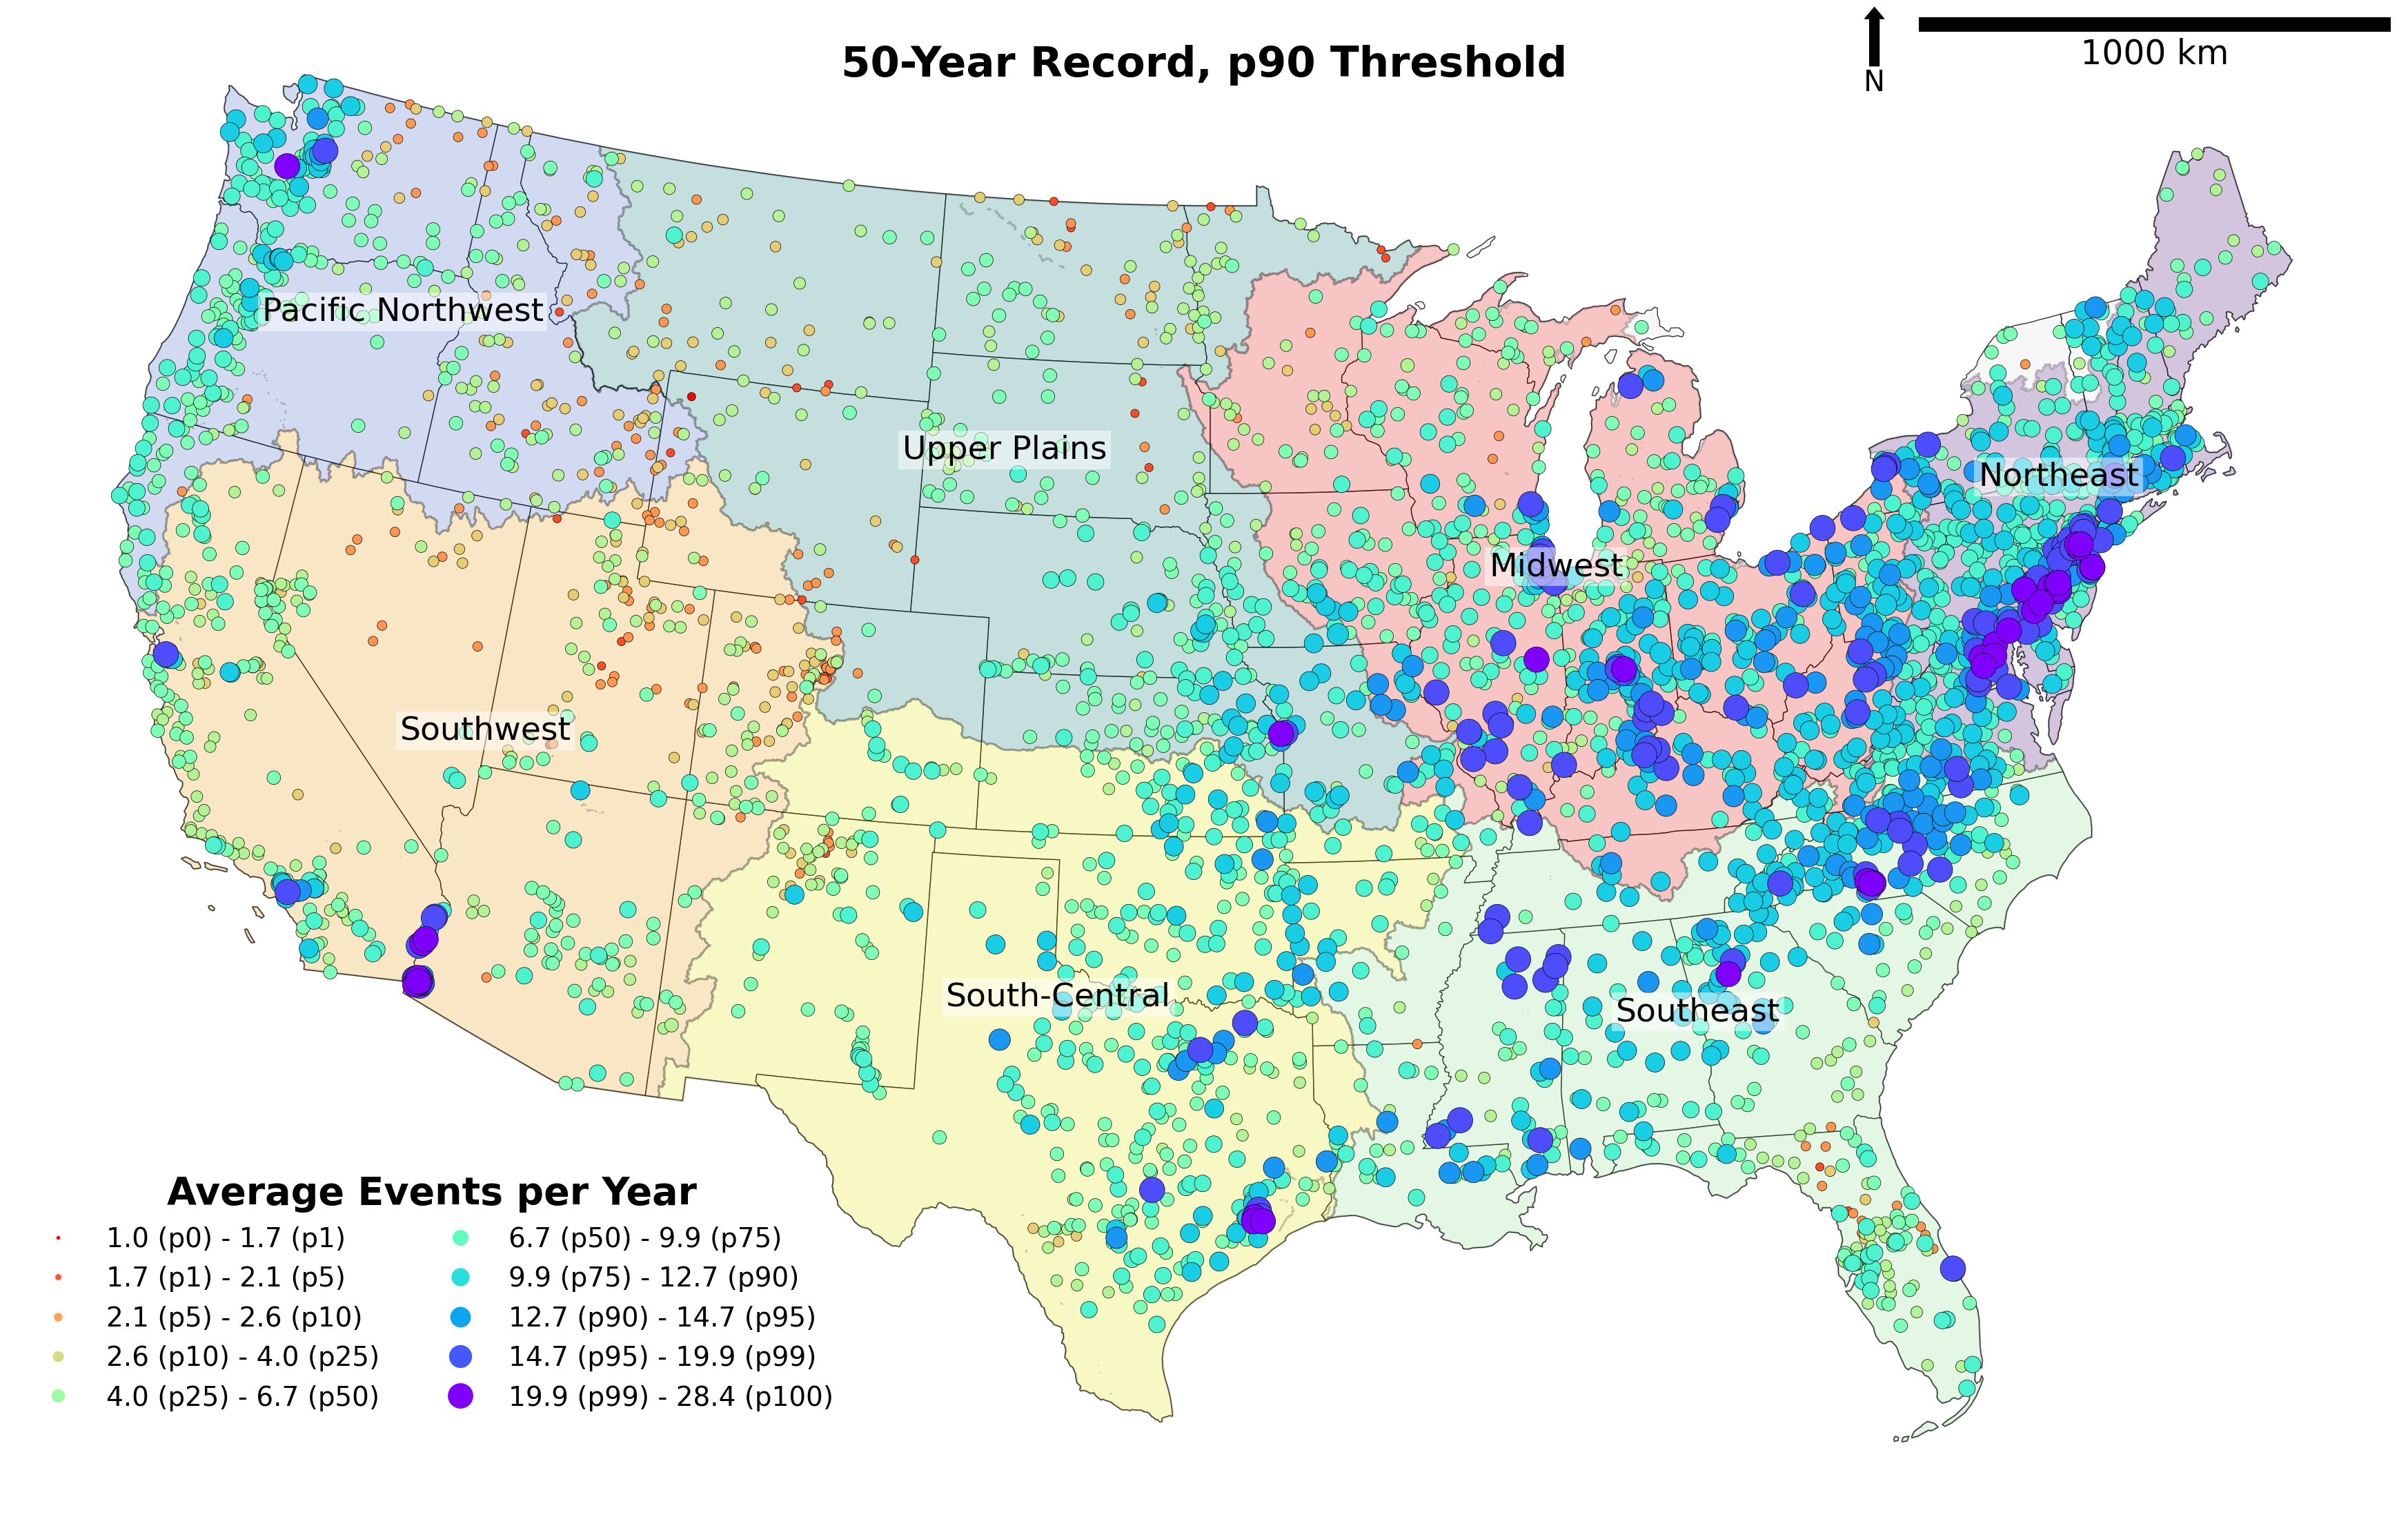 50-Year Record, p90 Threshold
N
1000 km
Pacific Northwest
Upper Plains
Northeast
Midwest
Southwest
South-Central
Southeast
Average Events per Year
1.0 (p0) - 1.7 (p1)
1.7 (p1) - 2.1 (p5)
2.1 (p5) - 2.6 (p10)
2.6 (p10) - 4.0 (p25)
4.0 (p25) - 6.7 (p50)
6.7 (p50) - 9.9 (p75)
9.9 (p75) - 12.7 (p90)
12.7 (p90) - 14.7 (p95)
14.7 (p95) - 19.9 (p99)
19.9 (p99) - 28.4 (p100)